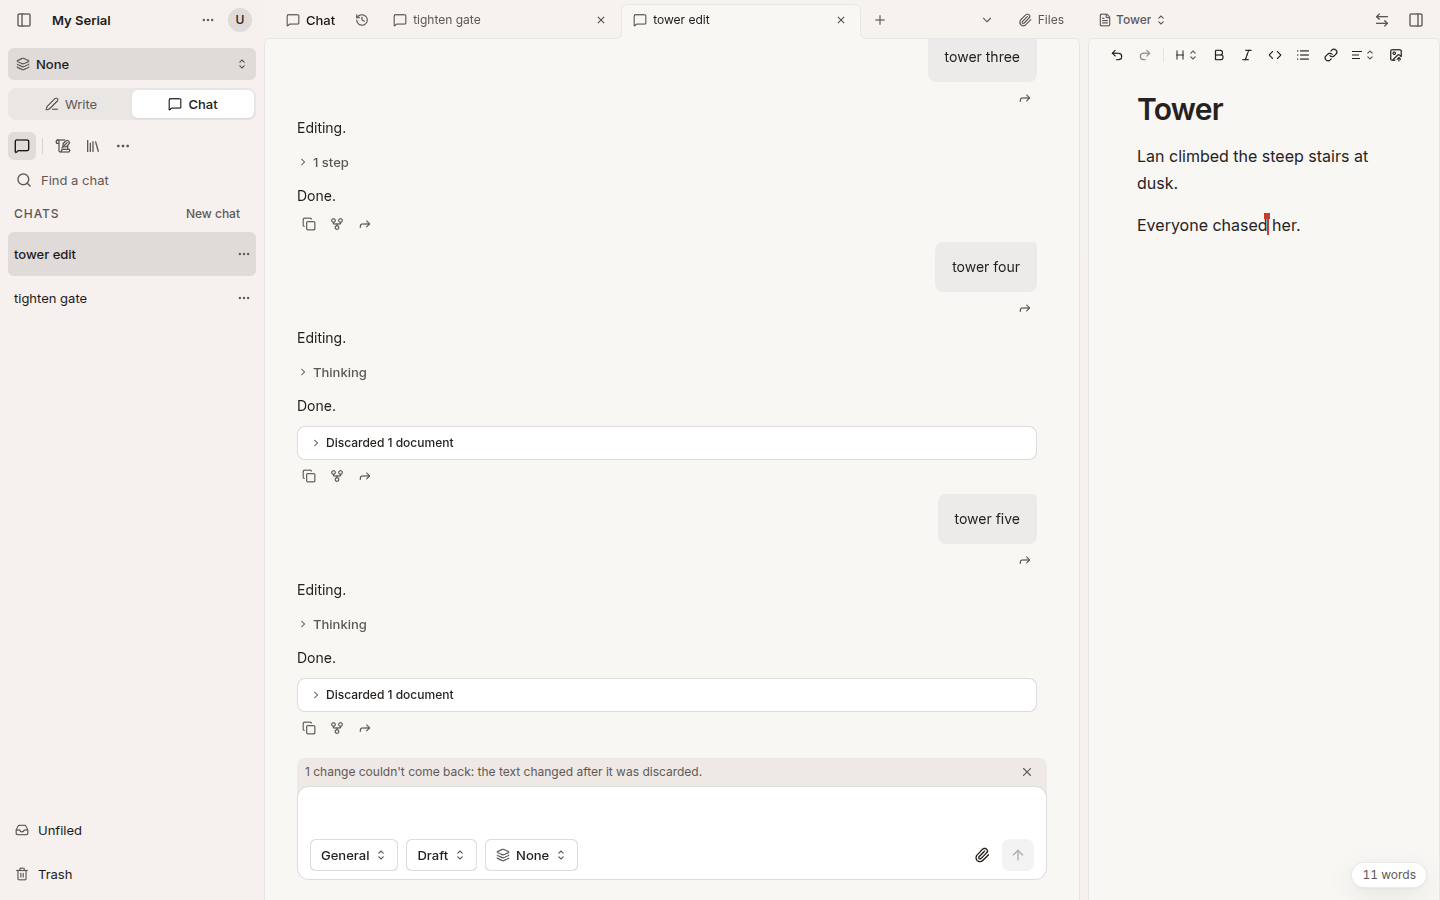 My Serial
U
None
Write
Chat
Find a chat
CHATS
New chat
tower edit
tighten gate
Unfiled
Trash
Chat
tighten gate
tower edit
Files
tower three
Editing.
1 step
Done.
tower four
Editing.
Thinking
Done.
Discarded 1 document
tower five
Editing.
Thinking
Done.
Discarded 1 document
1 change couldn't come back: the text changed after it was discarded.
General
Draft
None
Tower
H
B
I
Tower
Lan climbed the steep stairs at
dusk.
Everyone chased her.
11 words